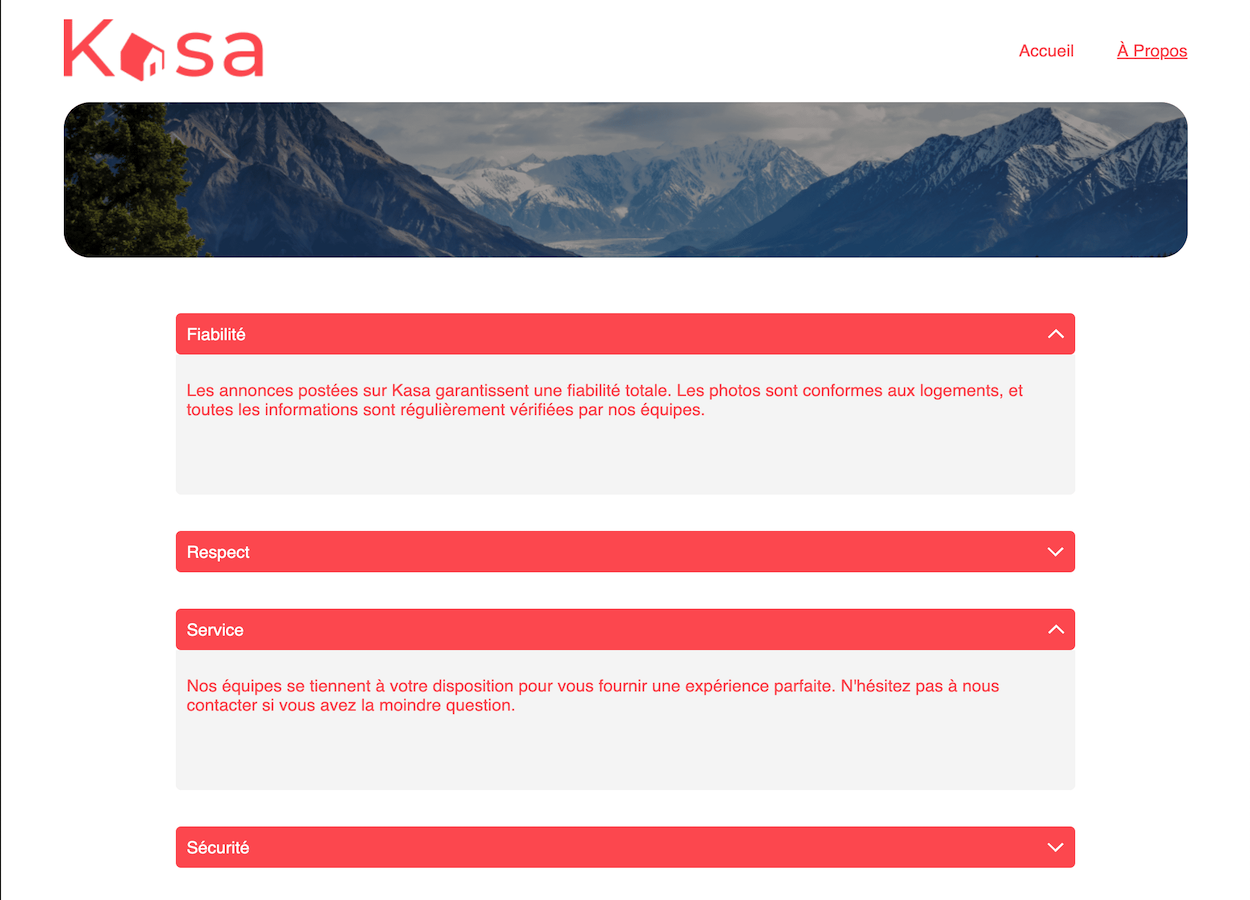 Kasa
Accueil
À Propos
Fiabilité
Les annonces postées sur Kasa garantissent une fiabilité totale. Les photos sont conformes aux logements, et
toutes les informations sont régulièrement vérifiées par nos équipes.
Respect
Service
Nos équipes se tiennent à votre disposition pour vous fournir une expérience parfaite. N'hésitez pas à nous
contacter si vous avez la moindre question.
Sécurité